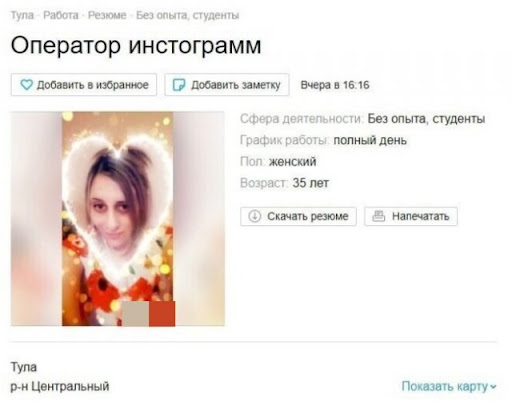 Тула · Работа · Резюме · Без опыта, студенты
Оператор инстограмм
Добавить в избранное
Добавить заметку
Вчера в 16:16
Сфера деятельности: Без опыта, студенты
График работы: полный день
Пол: женский
Возраст: 35 лет
Скачать резюме
Напечатать
Тула
р-н Центральный
Показать карту